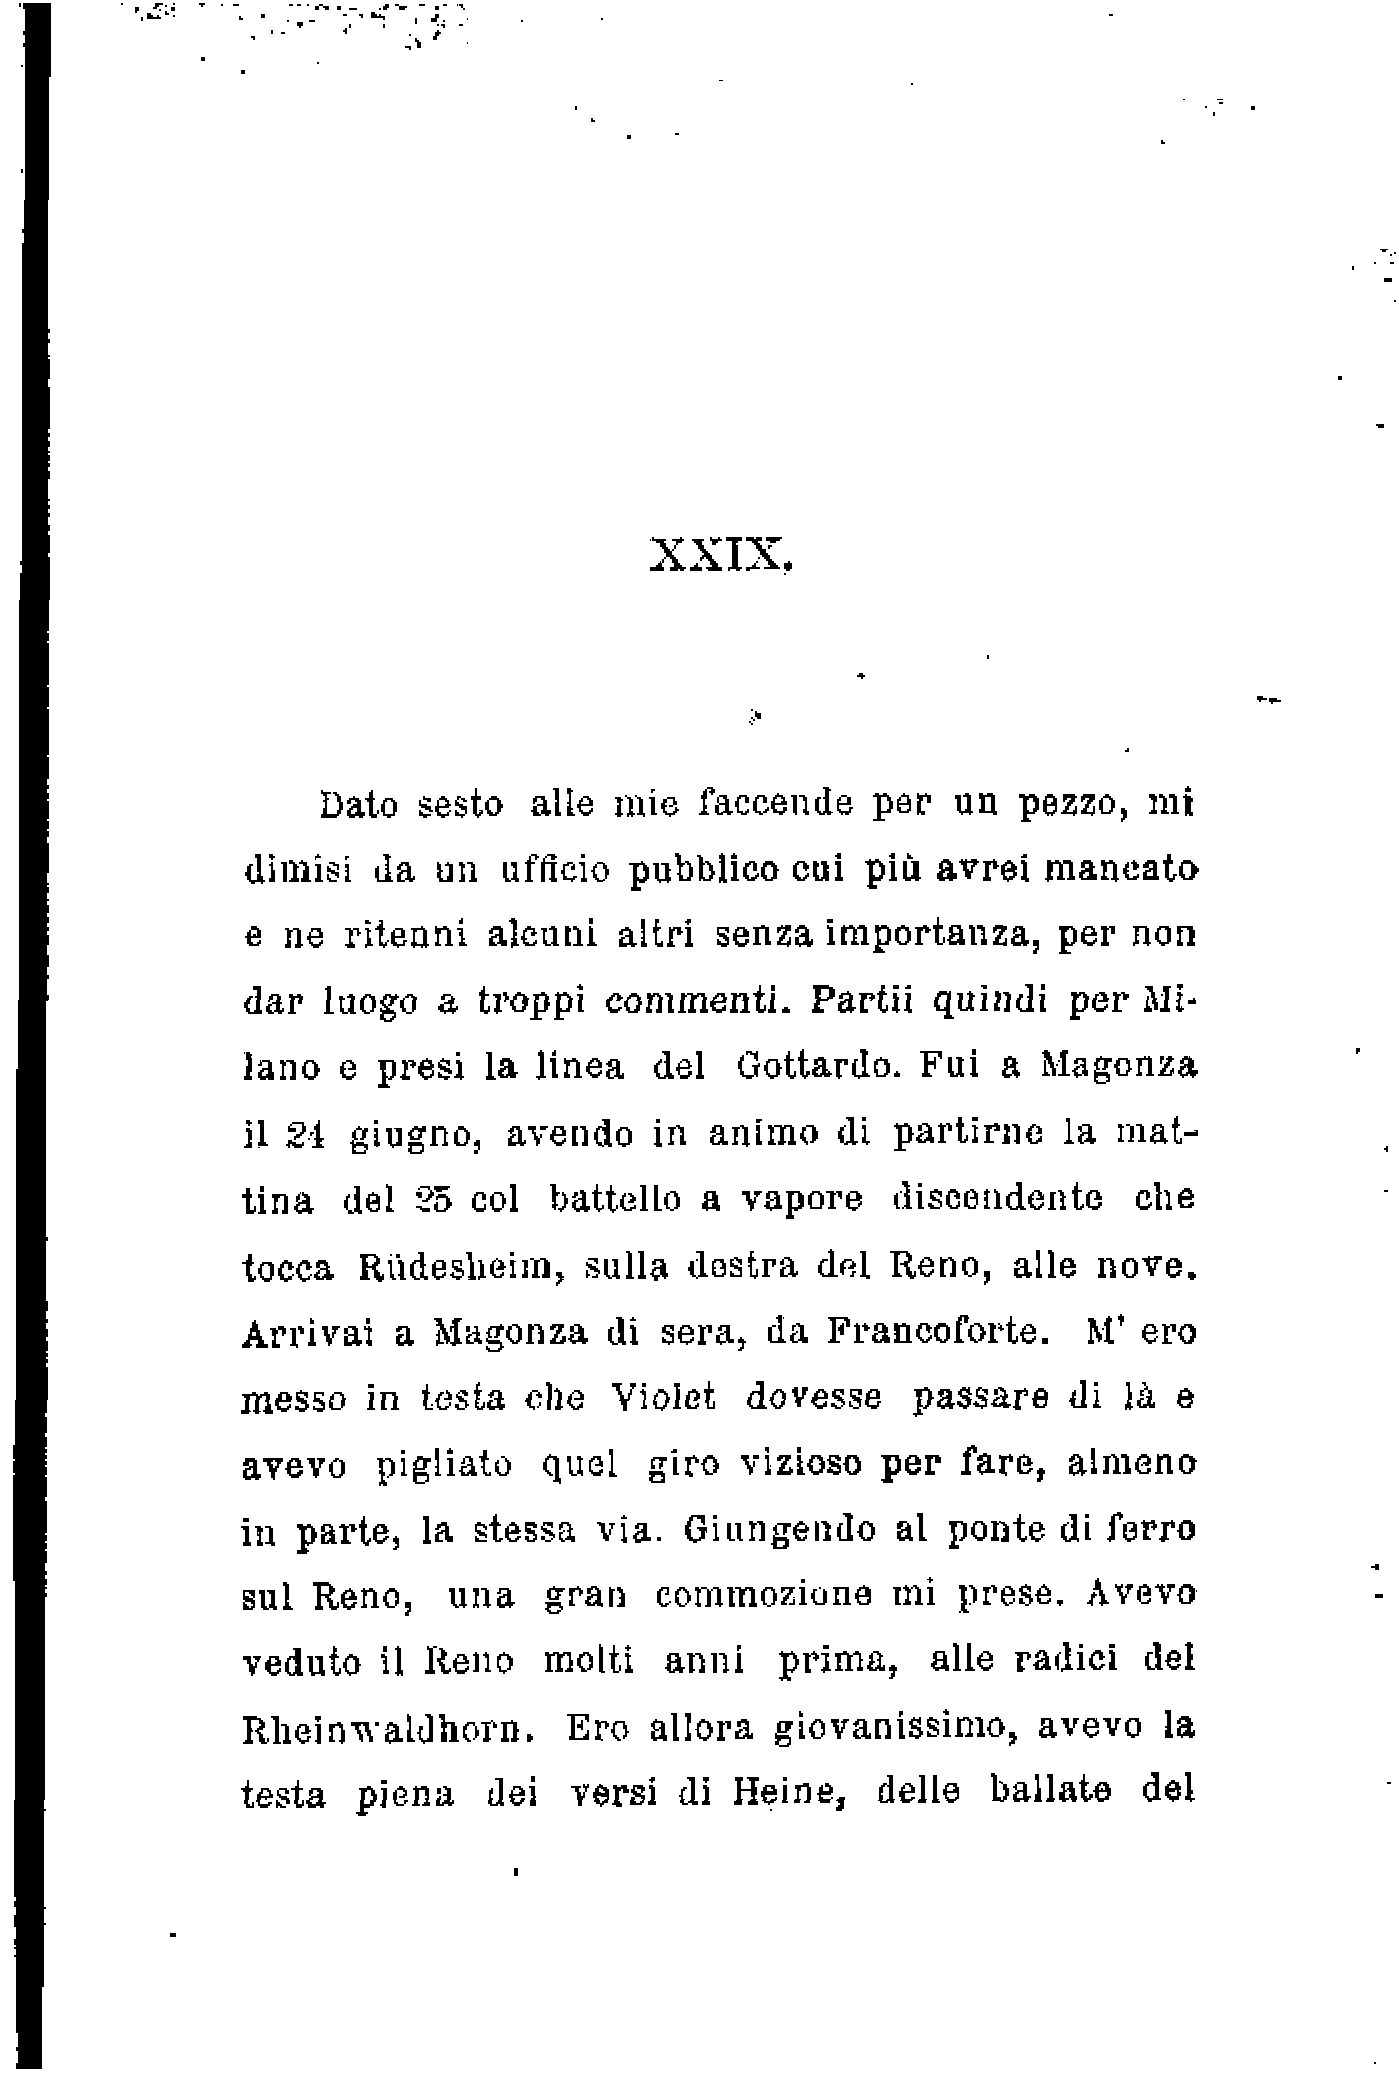 XXIX.
Dato sesto alle mie faccende per un pezzo, mi
dimisi da un ufficio pubblico cui più avrei mancato
e ne ritenni alcuni altri senza importanza, per non
dar luogo a troppi commenti. Partii quindi per Mi-
lano e presi la linea del Gottardo. Fui a Magonza
il 24 giugno, avendo in animo di partirne la mat-
tina del 25 col battello a vapore discendente che
tocca Rüdesheim, sulla destra del Reno, alle nove.
Arrivai a Magonza di sera, da Francoforte. M' ero
messo in testa che Violet dovesse passare di là e
avevo pigliato quel giro vizioso per fare, almeno
in parte, la stessa via. Giungendo al ponte di ferro
sul Reno, una gran commozione mi prese. Avevo
veduto il Reno molti anni prima, alle radici del
Rheinwaldhorn. Ero allora giovanissimo, avevo la
testa piena dei versi di Heine, delle ballate del